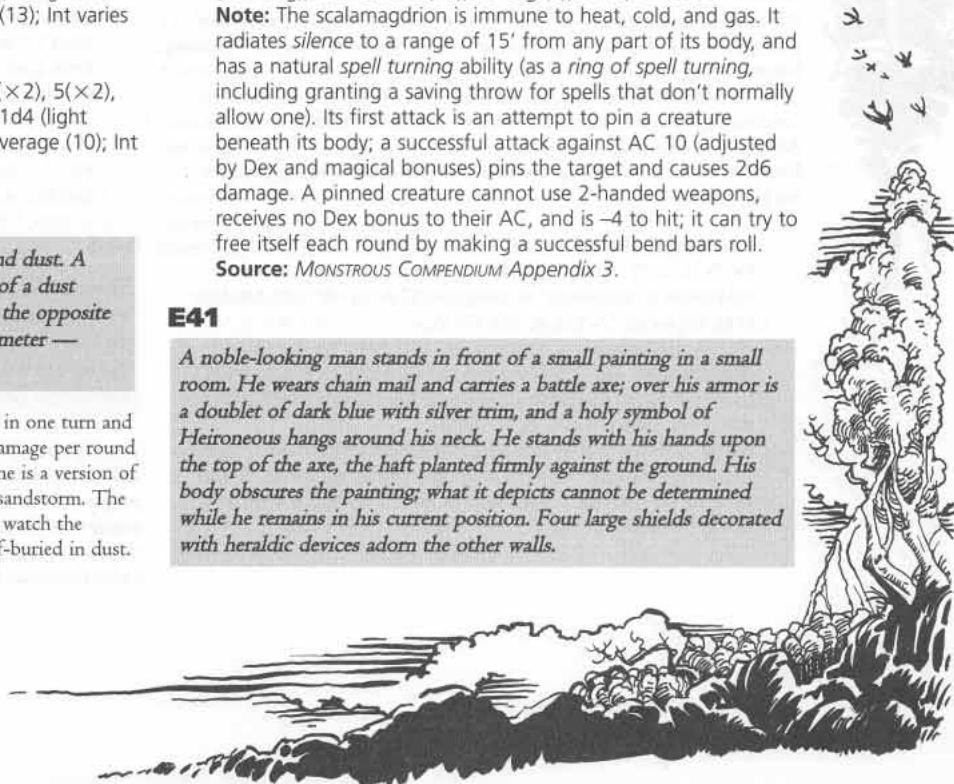 (13); Int varies
(×2), 5(×2),
1d4 (light
verage (10); Int
nd dust. A
of a dust
the opposite
meter —
in one turn and
amage per round
ne is a version of
sandstorm. The
watch the
f-buried in dust.
Note: The scalamagdrion is immune to heat, cold, and gas. It
radiates silence to a range of 15' from any part of its body, and
has a natural spell turning ability (as a ring of spell turning,
including granting a saving throw for spells that don't normally
allow one). Its first attack is an attempt to pin a creature
beneath its body; a successful attack against AC 10 (adjusted
by Dex and magical bonuses) pins the target and causes 2d6
damage. A pinned creature cannot use 2-handed weapons,
receives no Dex bonus to their AC, and is –4 to hit; it can try to
free itself each round by making a successful bend bars roll.
Source: MONSTROUS COMPENDIUM Appendix 3.
E41
A noble-looking man stands in front of a small painting in a small
room. He wears chain mail and carries a battle axe; over his armor is
a doublet of dark blue with silver trim, and a holy symbol of
Heironeous hangs around his neck. He stands with his hands upon
the top of the axe, the haft planted firmly against the ground. His
body obscures the painting; what it depicts cannot be determined
while he remains in his current position. Four large shields decorated
with heraldic devices adorn the other walls.